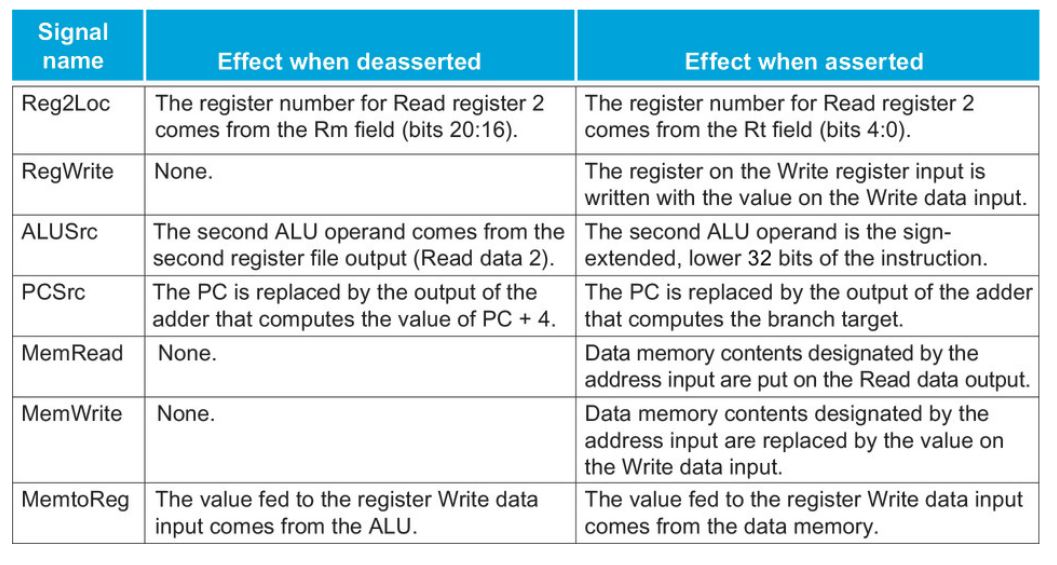 Signal name
Effect when deasserted
Effect when asserted
Reg2Loc
The register number for Read register 2
comes from the Rm field (bits 20:16).
The register number for Read register 2
comes from the Rt field (bits 4:0).
RegWrite
None.
The register on the Write register input is
written with the value on the Write data input.
ALUSrc
The second ALU operand comes from the
second register file output (Read data 2).
The second ALU operand is the sign-
extended, lower 32 bits of the instruction.
PCSrc
The PC is replaced by the output of the
adder that computes the value of PC + 4.
The PC is replaced by the output of the adder
that computes the branch target.
MemRead
None.
Data memory contents designated by the
address input are put on the Read data output.
MemWrite
None.
Data memory contents designated by the
address input are replaced by the value on
the Write data input.
MemtoReg
The value fed to the register Write data
input comes from the ALU.
The value fed to the register Write data input
comes from the data memory.